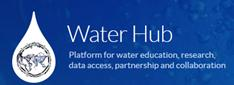 Water Hub
Platform for water education, research,
data access, partnership and collaboration